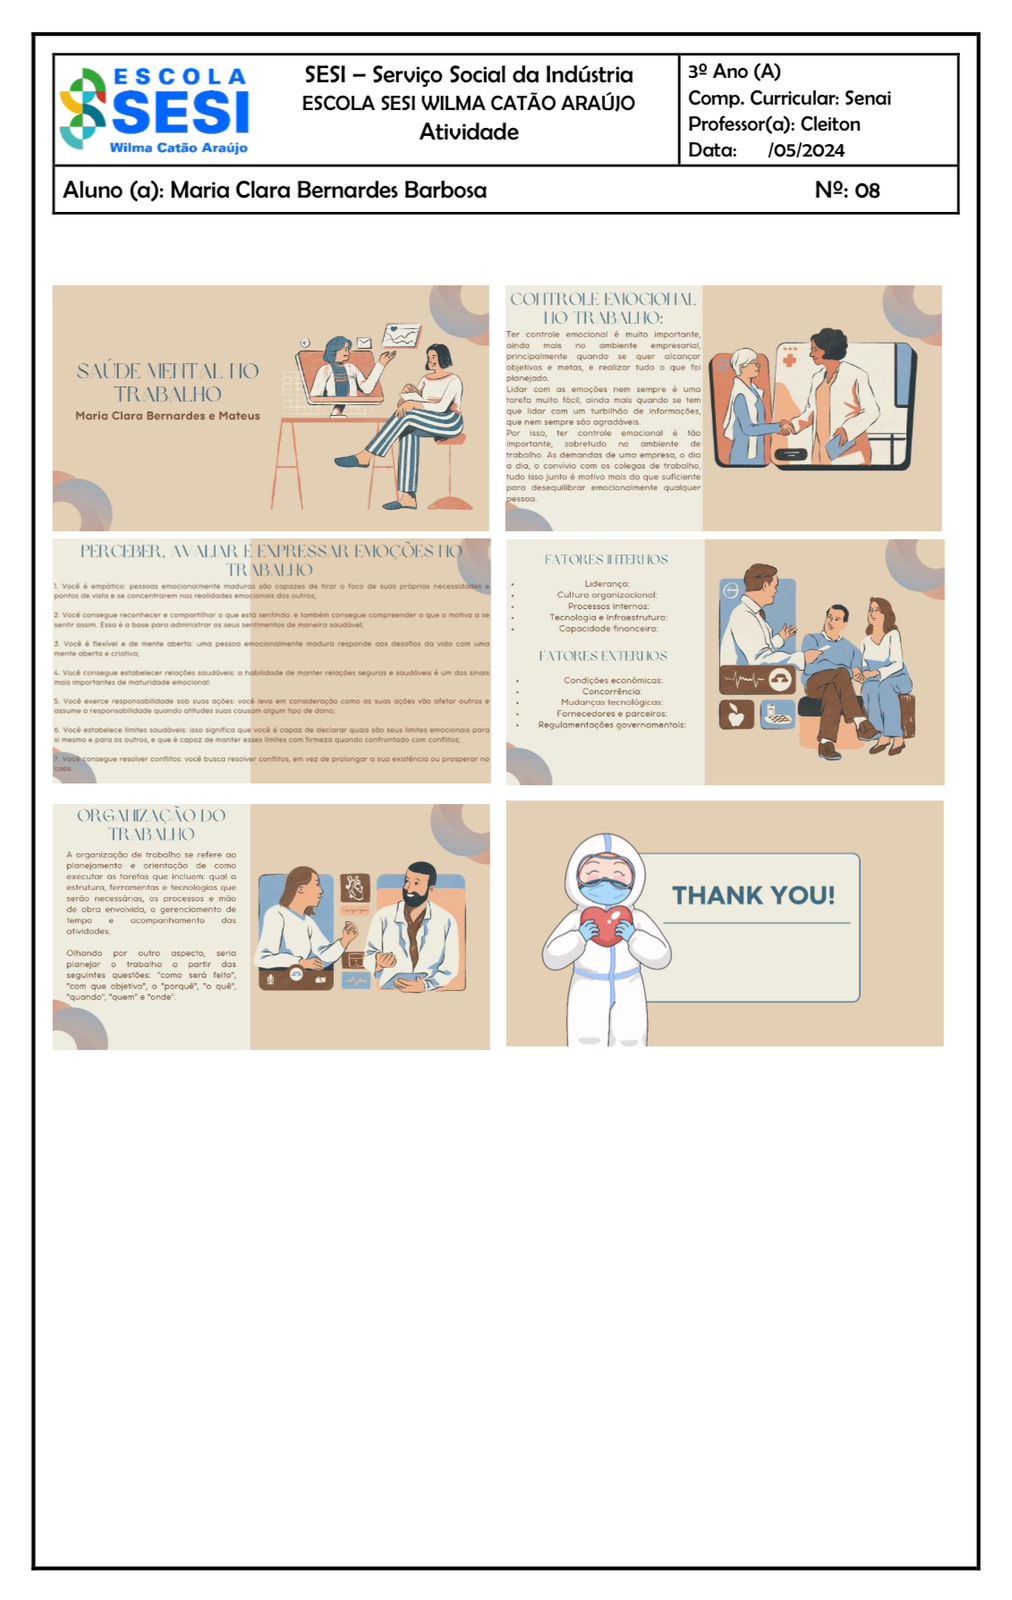 ESCOLA
SESI
Wilma Catão Araújo
SESI – Serviço Social da Indústria
ESCOLA SESI WILMA CATÃO ARAÚJO
Atividade
3º Ano (A)
Comp. Curricular: Senai
Professor(a): Cleiton
Data: /05/2024
Aluno (a): Maria Clara Bernardes Barbosa Nº: 08
SAÚDE MENTAL NO
TRABALHO
Maria Clara Bernardes e Mateus
CONTROLE EMOCIONAL
NO TRABALHO:
Ter controle emocional é muito importante,
ainda mais no ambiente empresarial,
principalmente quando se quer alcançar
objetivos e metas, e realizar tudo o que foi
planejado.
Lidar com as emoções nem sempre é uma
tarefa muito fácil, ainda mais quando se tem
que lidar com um turbilhão de informações,
que nem sempre são agradáveis.
Por isso, ter controle emocional é tão
importante, sobretudo no ambiente de
trabalho. As demandas de uma empresa, o dia
a dia, o convívio com os colegas de trabalho,
tudo isso junto é motivo mais do que suficiente
para desequilibrar emocionalmente qualquer
pessoa.
PERCEBER, AVALIAR E EXPRESSAR EMOÇÕES NO
TRABALHO
1. Você é empático: pessoas emocionalmente maduras são capazes de tirar o foco de suas próprias necessidades e
pontos de vista e se concentrarem nas realidades emocionais dos outros;
2. Você consegue reconhecer e compartilhar o que está sentindo: e também consegue compreender o que o motiva a se
sentir assim. Essa é a base para administrar os seus sentimentos de maneira saudável;
3. Você é flexível e de mente aberta: uma pessoa emocionalmente madura responde aos desafios da vida com uma
mente aberta e criativa;
4. Você consegue estabelecer relações saudáveis: a habilidade de manter relações seguras e saudáveis é um dos sinais
mais importantes de maturidade emocional:
5. Você exerce responsabilidade sob suas ações: você leva em consideração como as suas ações vão afetar outros e
assume a responsabilidade quando atitudes suas causam algum tipo de dano;
6. Você estabelece limites saudáveis: isso significa que você é capaz de declarar quais são seus limites emocionais para
si mesmo e para os outros, e que é capaz de manter esses limites com firmeza quando confrontado com conflitos;
7. Você consegue resolver conflitos: você busca resolver conflitos, em vez de prolongar a sua existência ou prosperar no
caos.
FATORES INTERNOS
• Liderança:
• Cultura organizacional:
• Processos internos:
• Tecnologia e infraestrutura:
• Capacidade financeira:
FATORES EXTERNOS
• Condições econômicas:
• Concorrência:
• Mudanças tecnológicas:
• Fornecedores e parceiros:
• Regulamentações governamentais:
ORGANIZAÇÃO DO
TRABALHO
A organização de trabalho se refere ao
planejamento e orientação de como
executar as tarefas que incluem: qual a
estrutura, ferramentas e tecnologias que
serão necessárias, os processos e mão
de obra envolvida, o gerenciamento de
tempo e acompanhamento das
atividades.
Olhando por outro aspecto, seria
planejar o trabalha a partir das
seguintes questões: "como será feito",
"com que objetivo", o "porquê", "o quê",
"quando", "quem" e "onde".
THANK YOU!